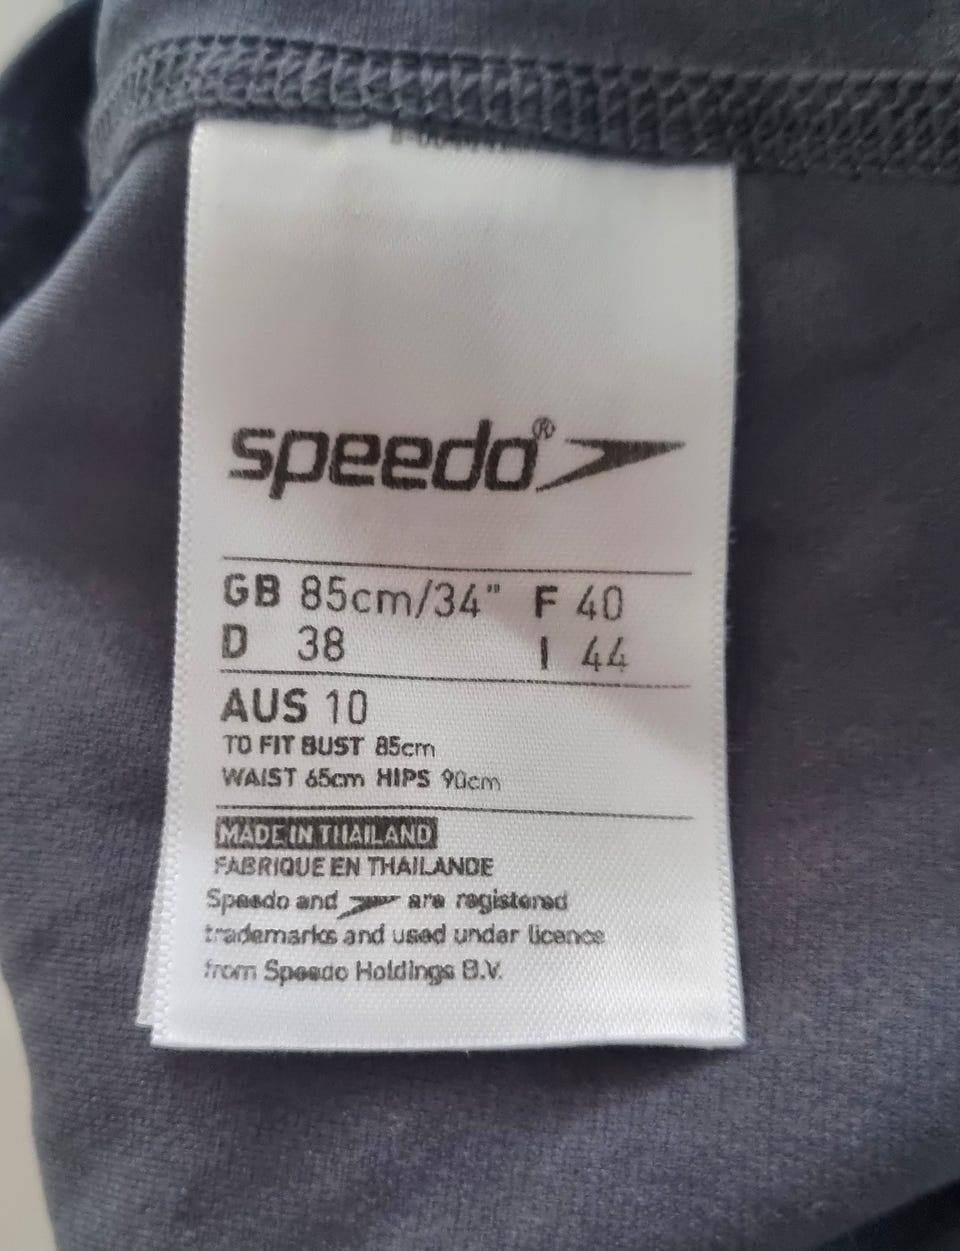 speedo®
GB 85cm/34" F 40
D 38 I 44
AUS 10
TO FIT BUST 85cm
WAIST 65cm HIPS 90cm
MADE IN THAILAND
FABRIQUE EN THAILANDE
Speedo and are registered
trademarks and used under licence
from Speedo Holdings B.V.